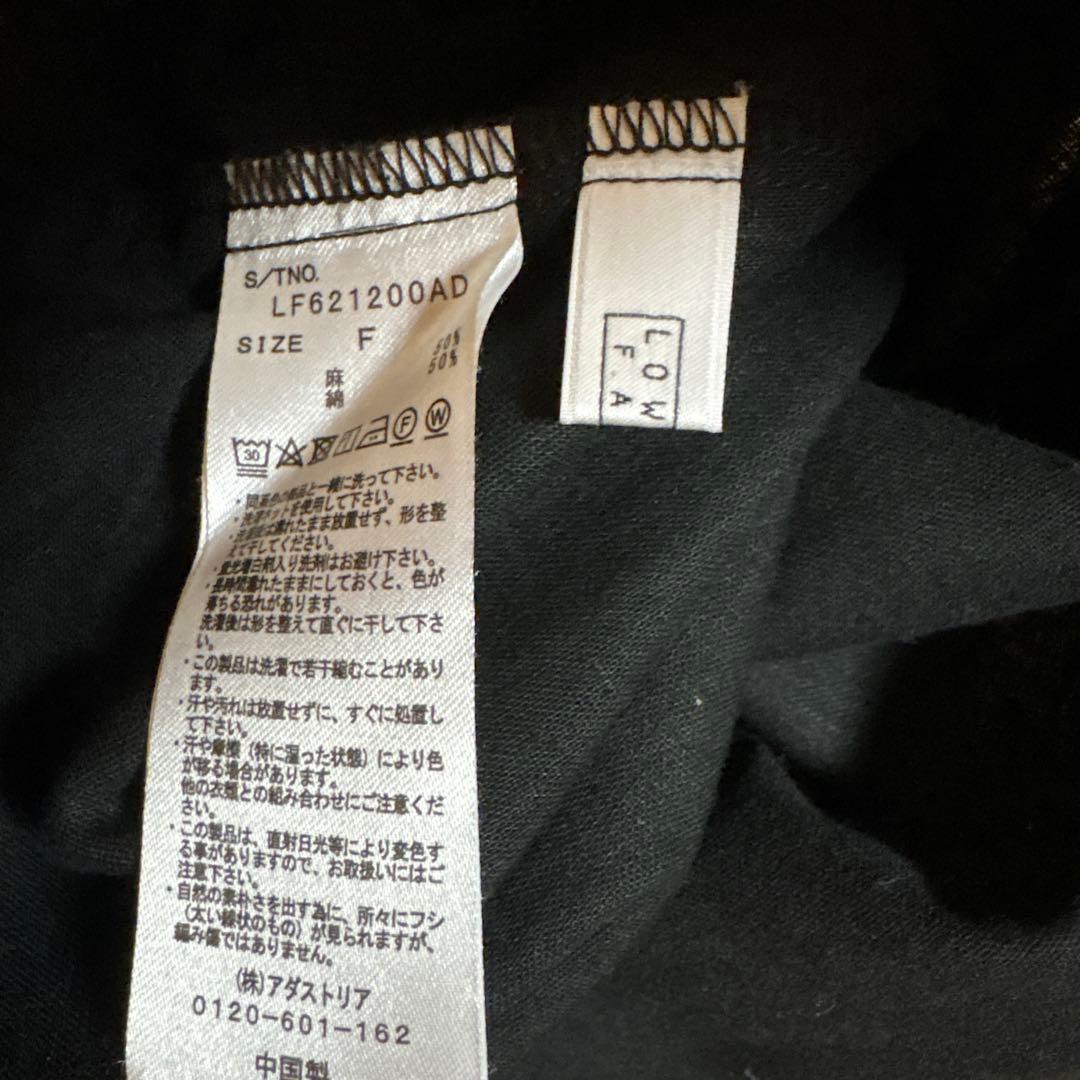 S/TNO.
LF621200AD
SIZE F
麻 50%
綿 50%
30
F W
・同系色の製品と一緒に洗って下さい。
・洗濯ネットを使用して下さい。
・洗濯後は濡れたまま放置せず、形を整
えて干してください。
・蛍光増白剤入り洗剤はお避け下さい。
・長時間濡れたままにしておくと、色が
落ちる恐れがあります。
洗濯後は形を整えて直ぐに干して下さ
い。
・この製品は洗濯で若干縮むことがあり
ます。
・汗や汚れは放置せずに、すぐに処置し
て下さい。
・汗や摩擦（特に湿った状態）により色
が移る場合があります。
他の衣類との組み合わせにご注意くだ
さい。
・この製品は、直射日光等により変色す
る事がありますので、お取扱いにはご
注意下さい。
・自然の素朴さを出す為に、所々にフシ
（太い線状のもの）が見られますが、
編み傷ではありません。
(株)アダストリア
0120-601-162
中国製
LOW
F.A